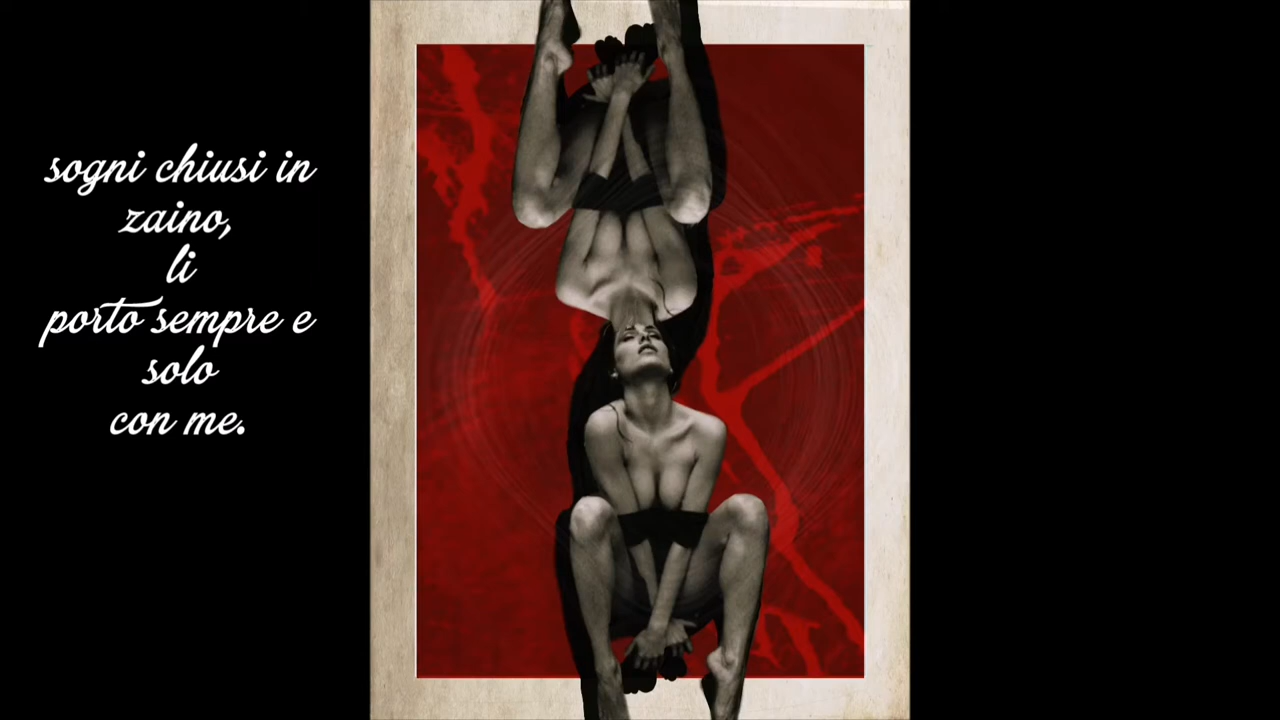 sogni chiusi in
zaino,
li
porto sempre e
solo
con me.